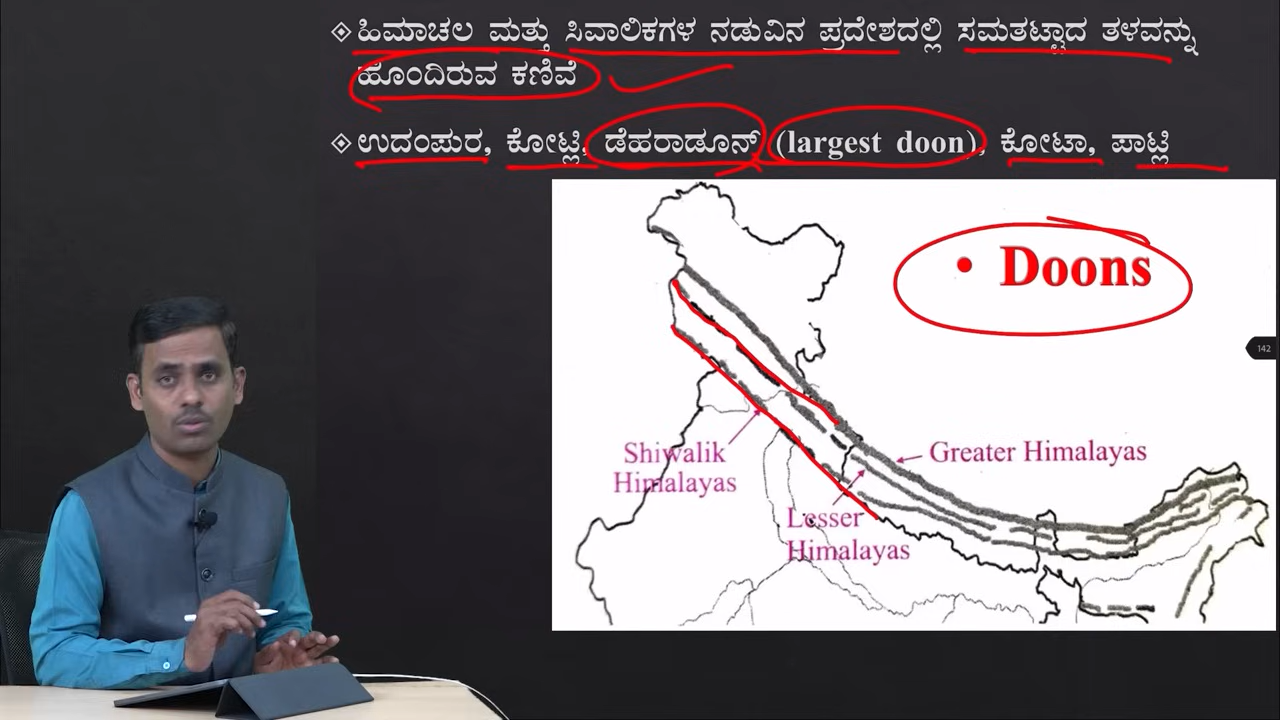 ❖ಹಿಮಾಚಲ ಮತ್ತು ಸಿವಾಲಿಕಗಳ ನಡುವಿನ ಪ್ರದೇಶದಲ್ಲಿ ಸಮತಟ್ಟಾದ ತಳವನ್ನು
ಹೊಂದಿರುವ ಕಣಿವೆ
❖ಉದಂಪುರ, ಕೋಟ್ಲಿ, ಡೆಹರಾಡೂನ್ (largest doon), ಕೋಟಾ, ಪಾಟ್ಲಿ
• Doons
142
Shiwalik
Himalayas
Greater Himalayas
Lesser
Himalayas